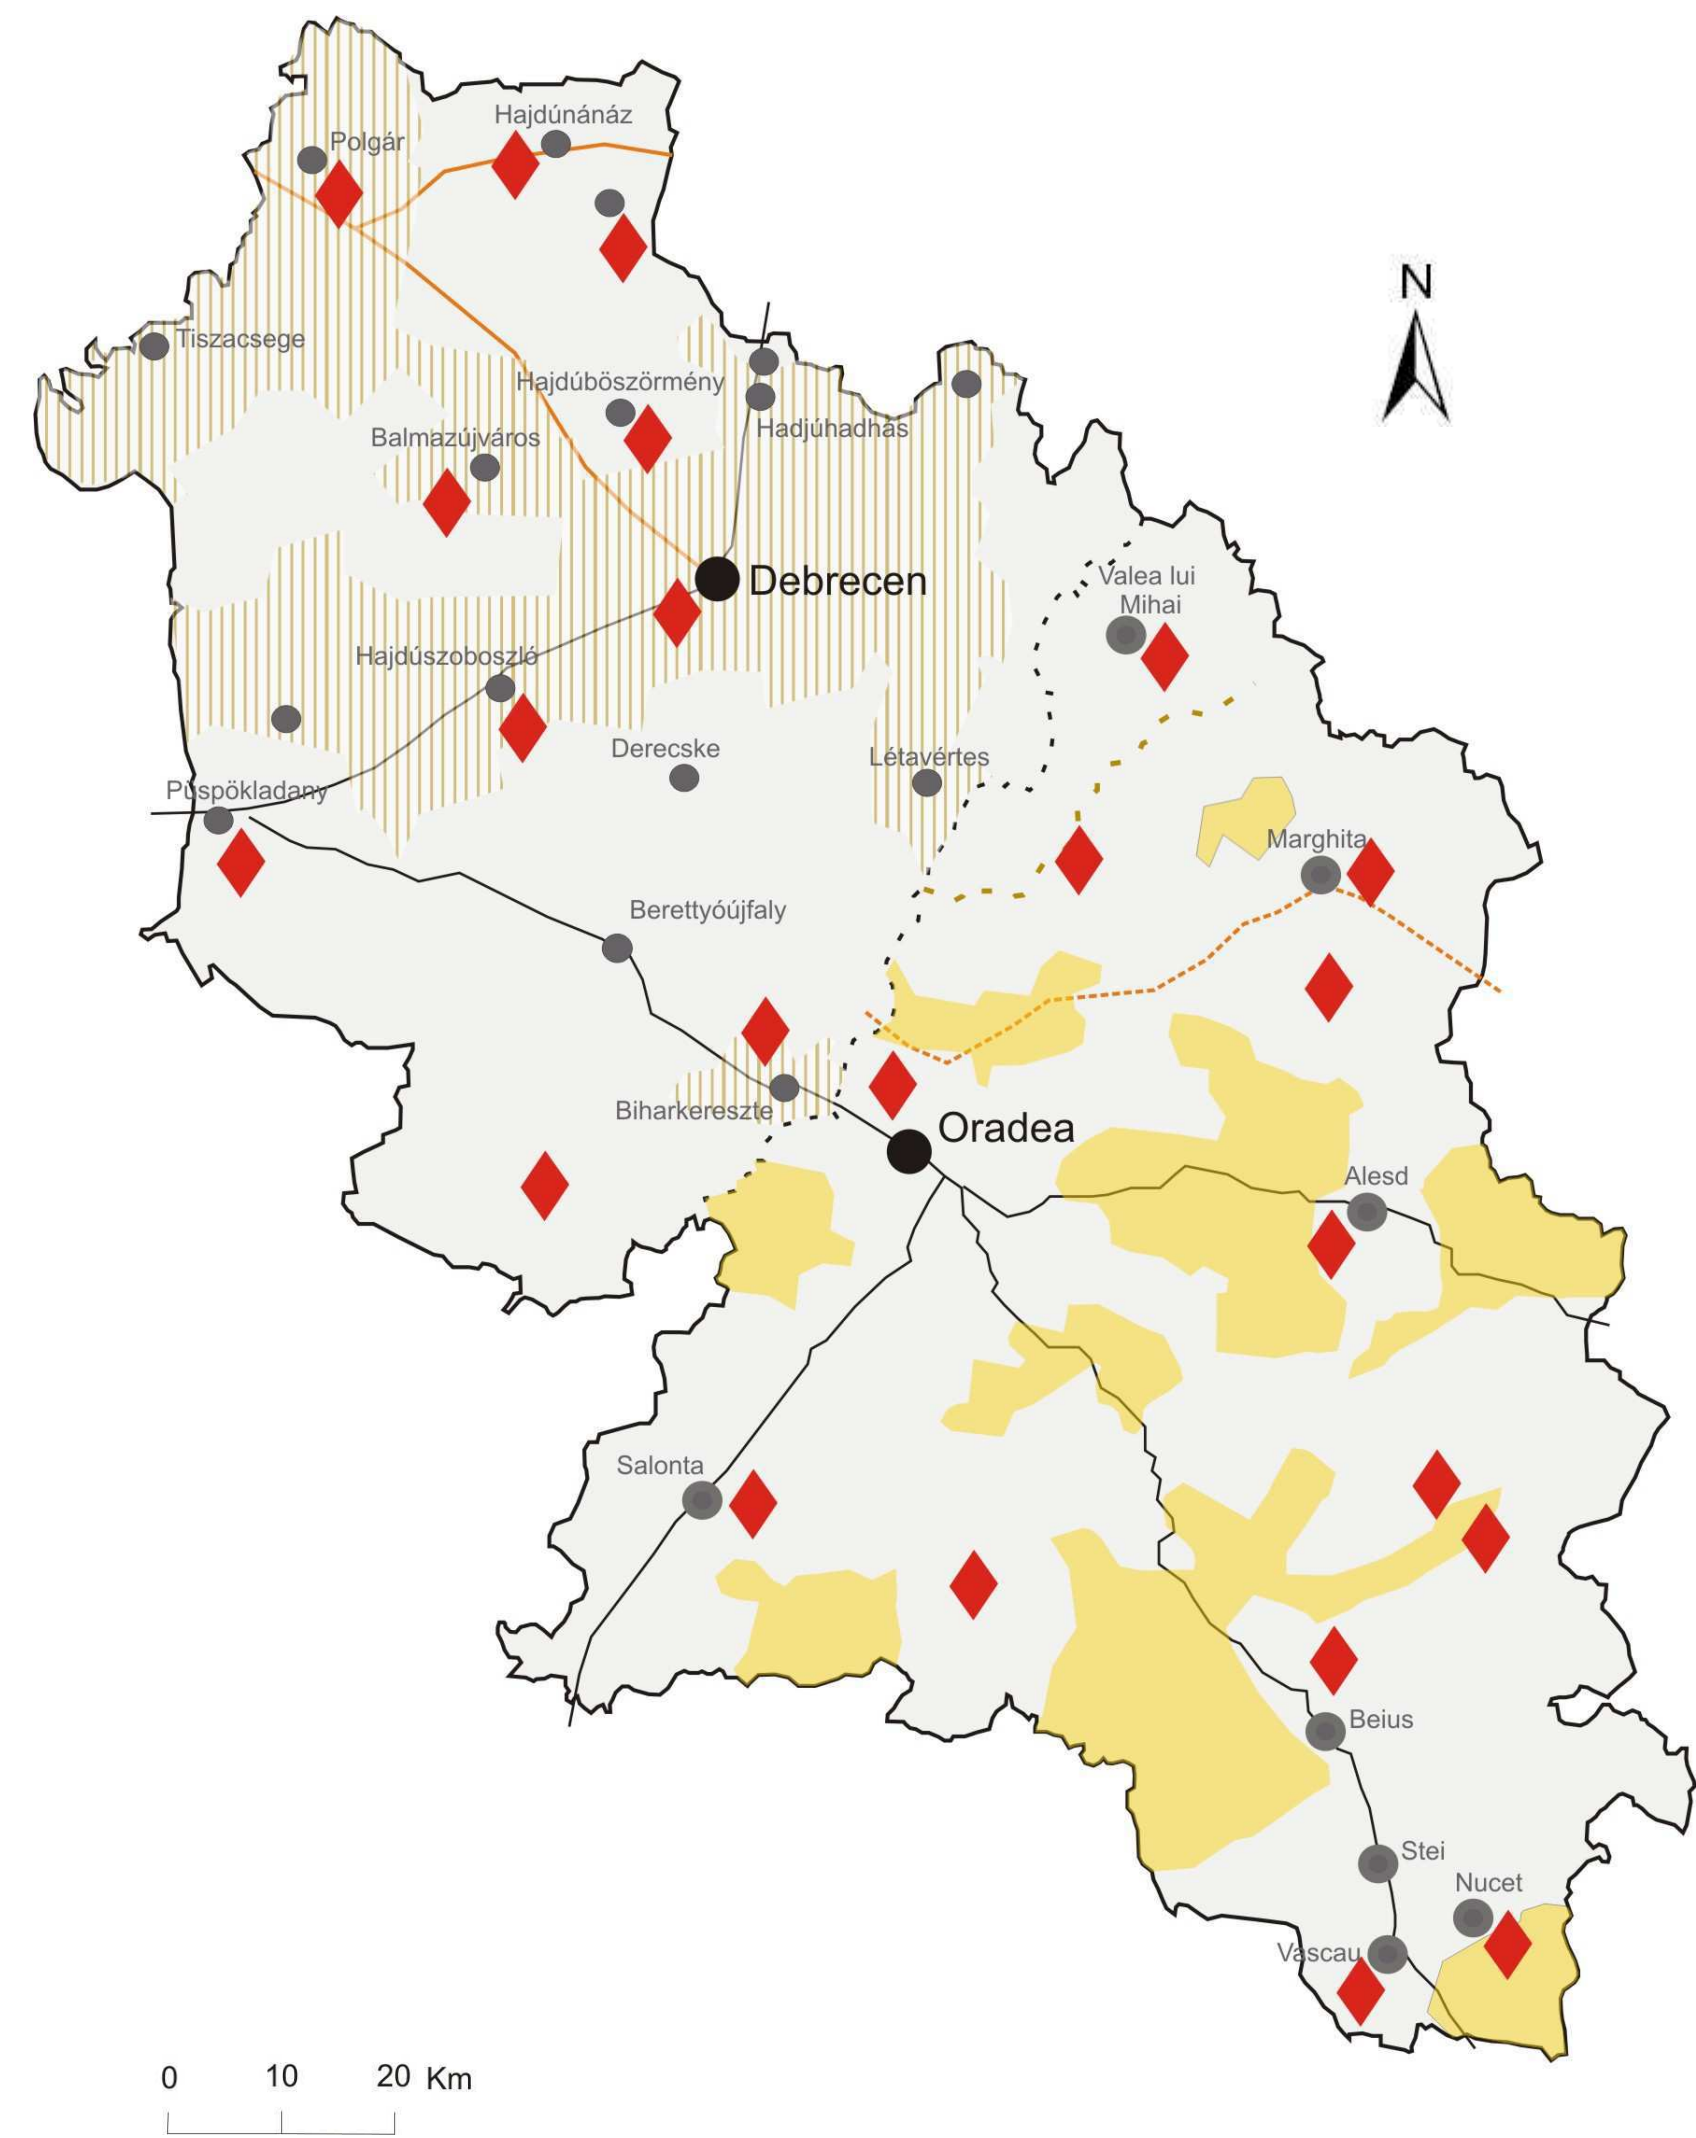 Hajdúnánáz
Polgár
N
Tiszacsege
Hajdúböszörmény
Hadjúhadhás
Balmazújváros
Debrecen
Valea lui
Mihai
Hajdúszoboszló
Derecske
Létavértes
Pùspökladany
Marghita
Berettyóújfaly
Biharkereszte
Oradea
Alesd
Salonta
Beius
Stei
Nucet
Vascau
0 10 20 Km